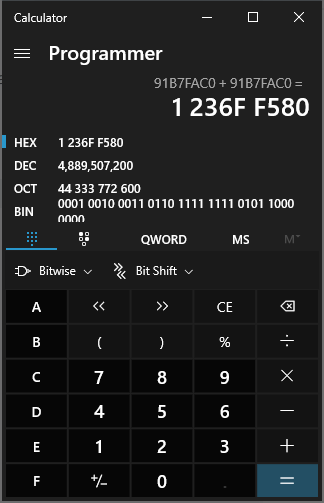 Calculator
Programmer
91B7FAC0 + 91B7FAC0 =
1 236F F580
HEX 1 236F F580
DEC 4,889,507,200
OCT 44 333 772 600
BIN 0001 0010 0011 0110 1111 1111 0101 1000
0000
QWORD MS M˅
Bitwise Bit Shift
A << >> CE
B ( ) % ÷
C 7 8 9 ×
D 4 5 6 −
E 1 2 3 +
F +/− 0 . =